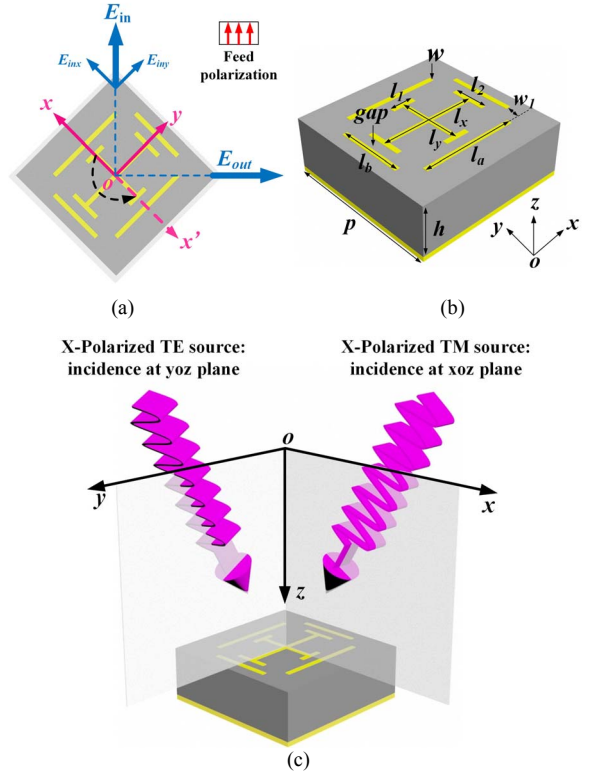 E_in
E_inx E_iny
Feed
polarization
x y
o
E_out
x'
(a)
w
l_1 l_2
w_1
gap l_x
l_y
l_b l_a
p h
z
y x
o
(b)
X-Polarized TE source:
incidence at yoz plane
X-Polarized TM source:
incidence at xoz plane
o
y x
z
(c)